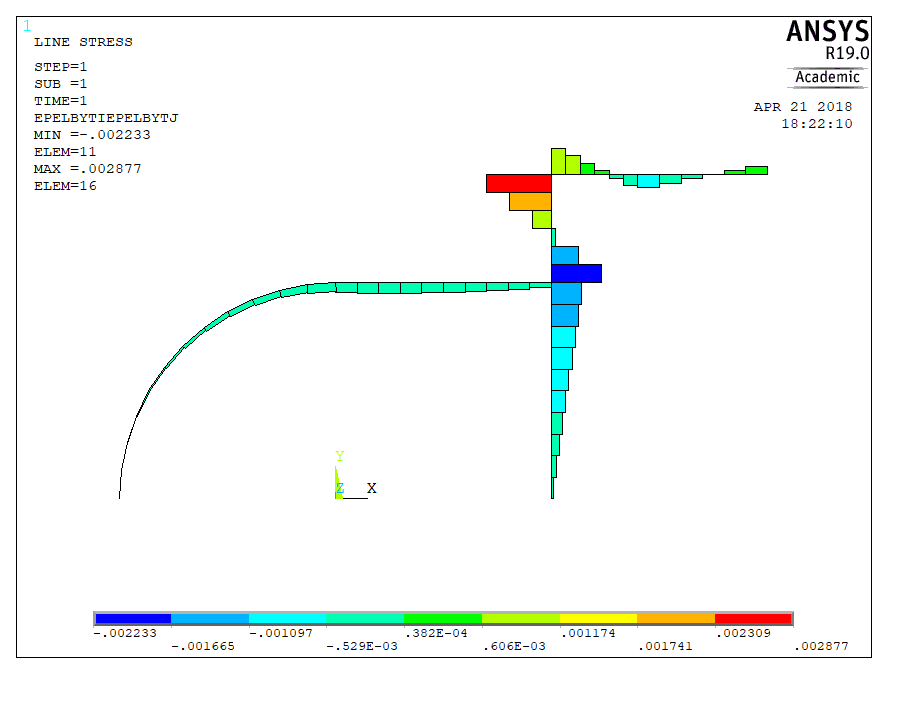 1
LINE STRESS
STEP=1
SUB =1
TIME=1
EPELBYTIEPELBYTJ
MIN =-.002233
ELEM=11
MAX =.002877
ELEM=16
ANSYS
R19.0
Academic
APR 21 2018
18:22:10
Y
Z X
-.002233 -.001097 .382E-04 .001174 .002309
-.001665 -.529E-03 .606E-03 .001741 .002877